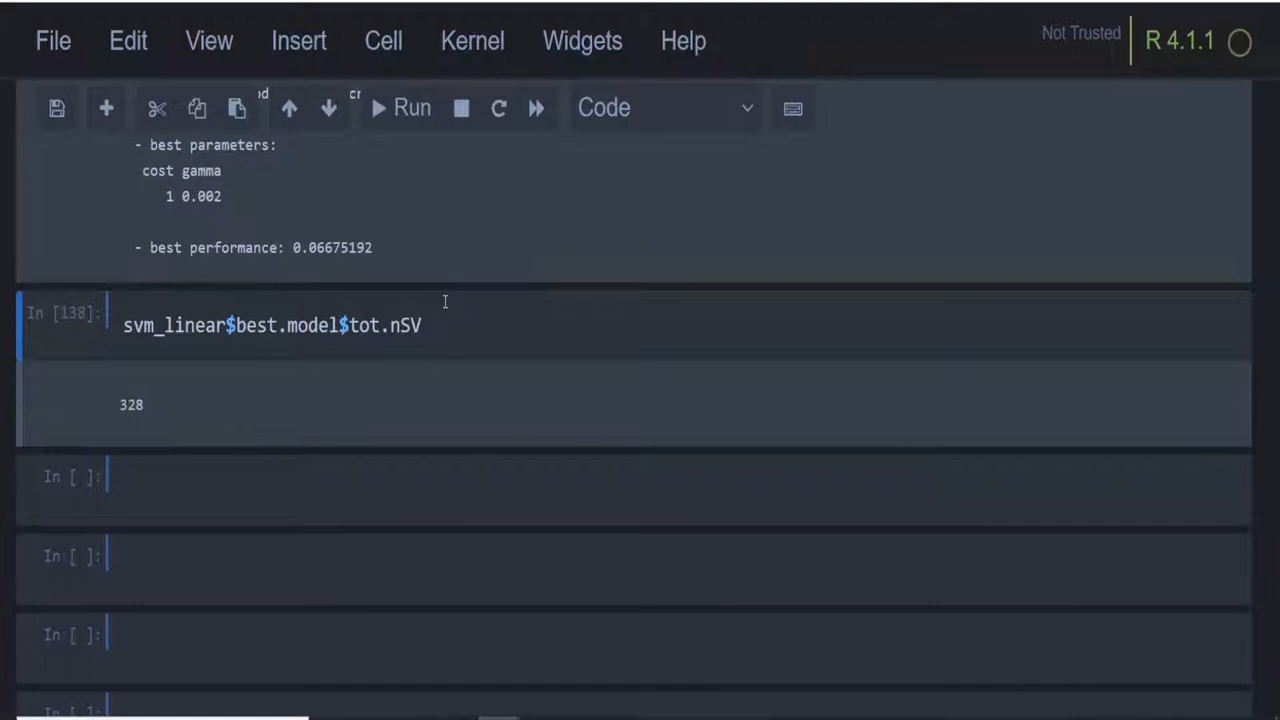 File Edit View Insert Cell Kernel Widgets Help Not Trusted R 4.1.1
Run Code
- best parameters:
cost gamma
1 0.002
- best performance: 0.06675192
In [138]: svm_linear$best.model$tot.nSV
328
In [ ]:
In [ ]:
In [ ]:
In [ ]: